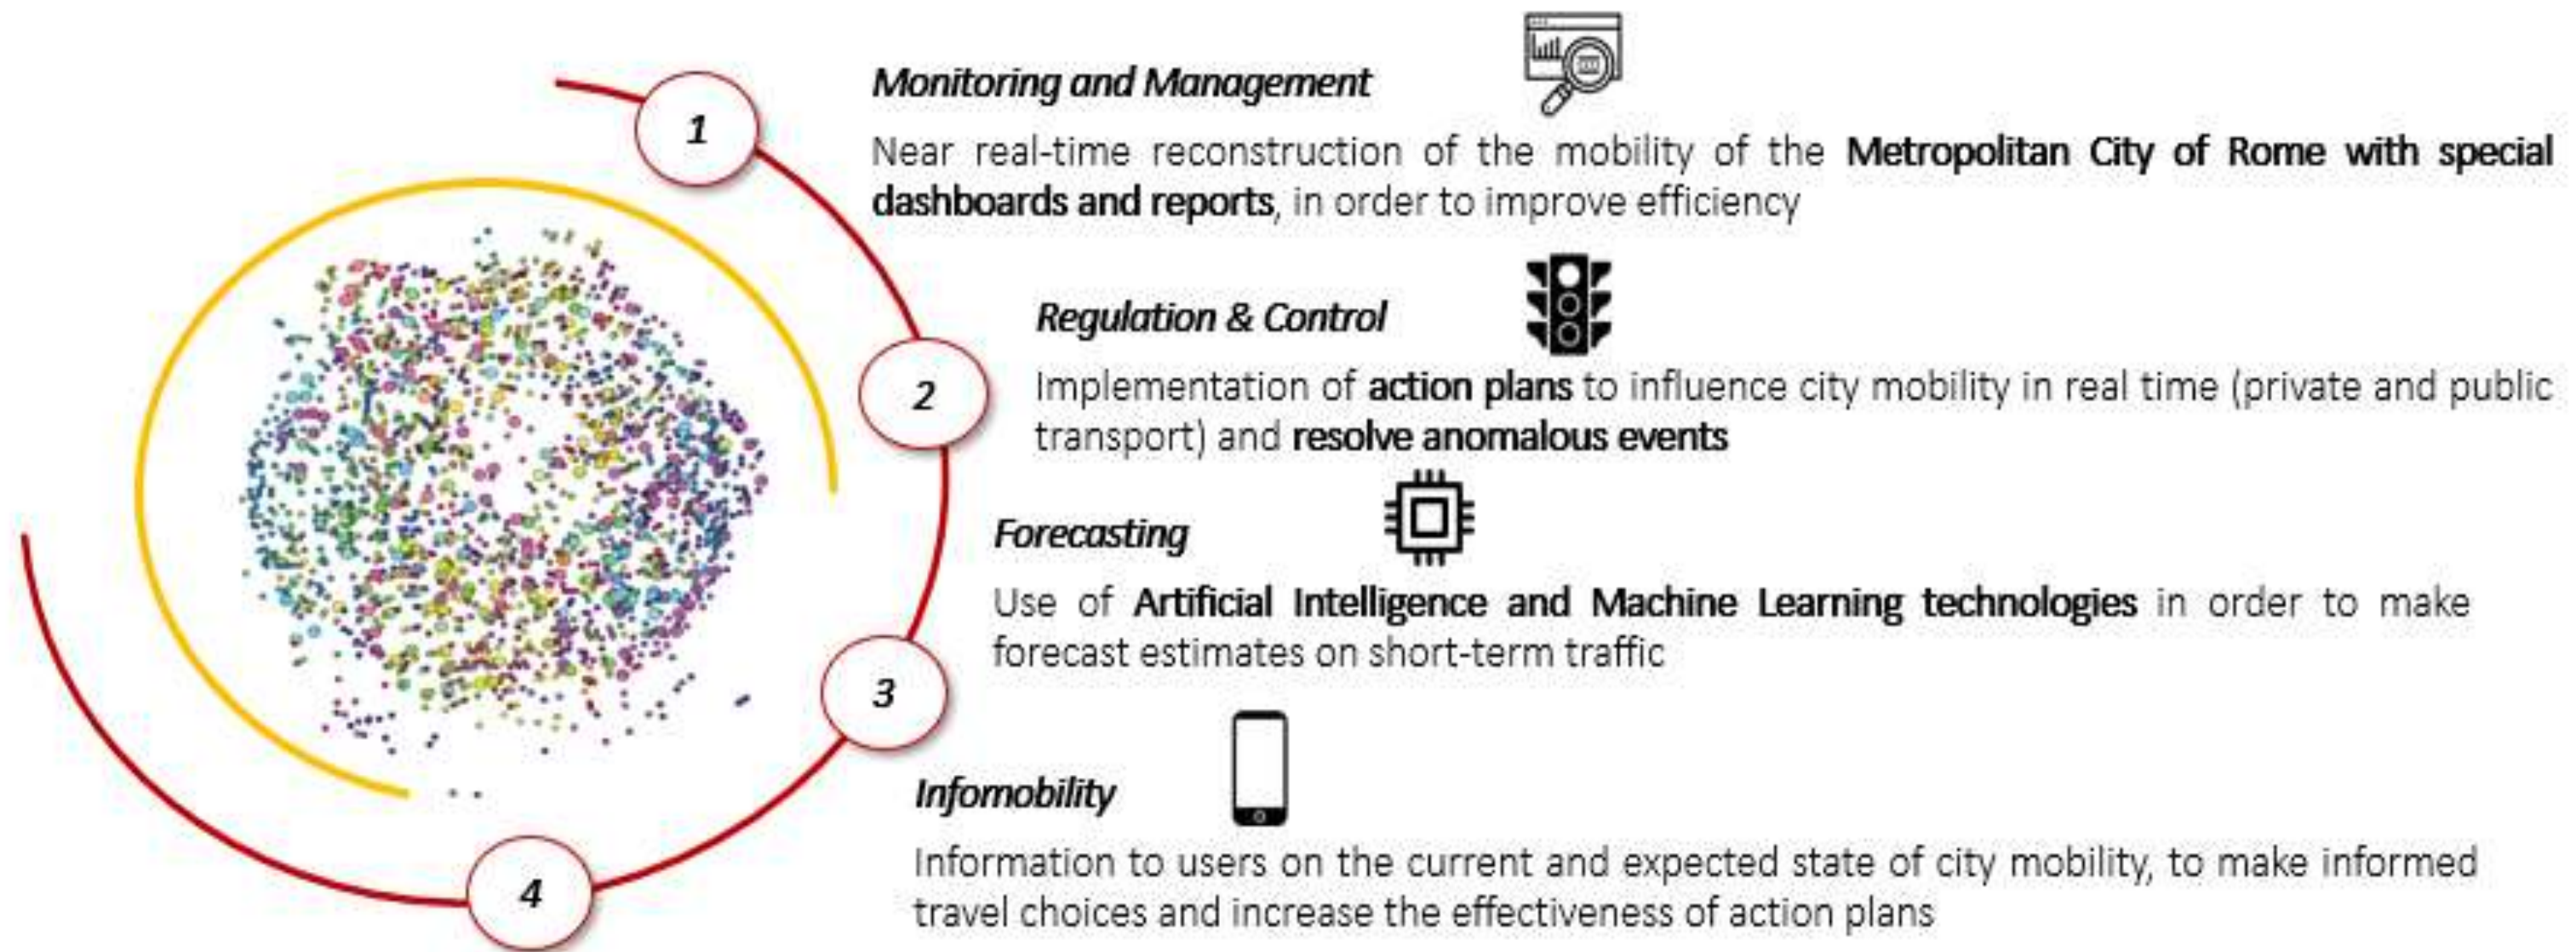 1
Monitoring and Management
Near real-time reconstruction of the mobility of the Metropolitan City of Rome with special
dashboards and reports, in order to improve efficiency
2
Regulation & Control
Implementation of action plans to influence city mobility in real time (private and public
transport) and resolve anomalous events
3
Forecasting
Use of Artificial Intelligence and Machine Learning technologies in order to make
forecast estimates on short-term traffic
4
Infomobility
Information to users on the current and expected state of city mobility, to make informed
travel choices and increase the effectiveness of action plans